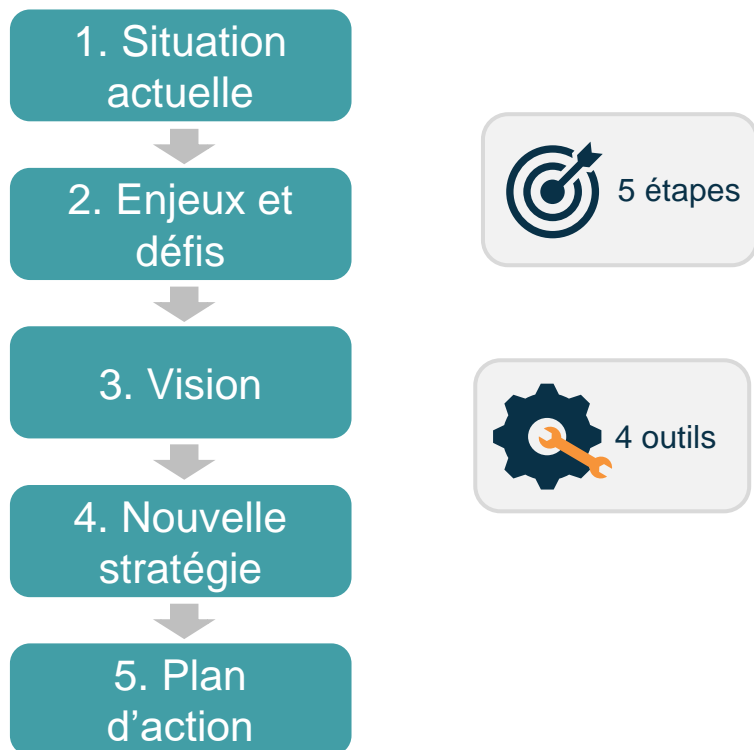 1. Situation
actuelle
2. Enjeux et
défis
3. Vision
4. Nouvelle
stratégie
5. Plan
d’action
5 étapes
4 outils